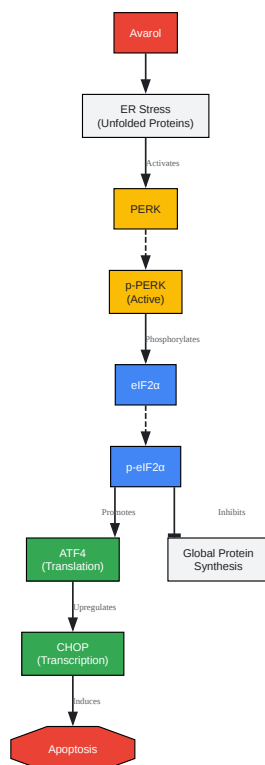 Avarol
ER Stress
(Unfolded Proteins)
Activates
PERK
p-PERK
(Active)
Phosphorylates
eIF2α
p-eIF2α
Promotes
Inhibits
ATF4
(Translation)
Global Protein
Synthesis
Upregulates
CHOP
(Transcription)
Induces
Apoptosis